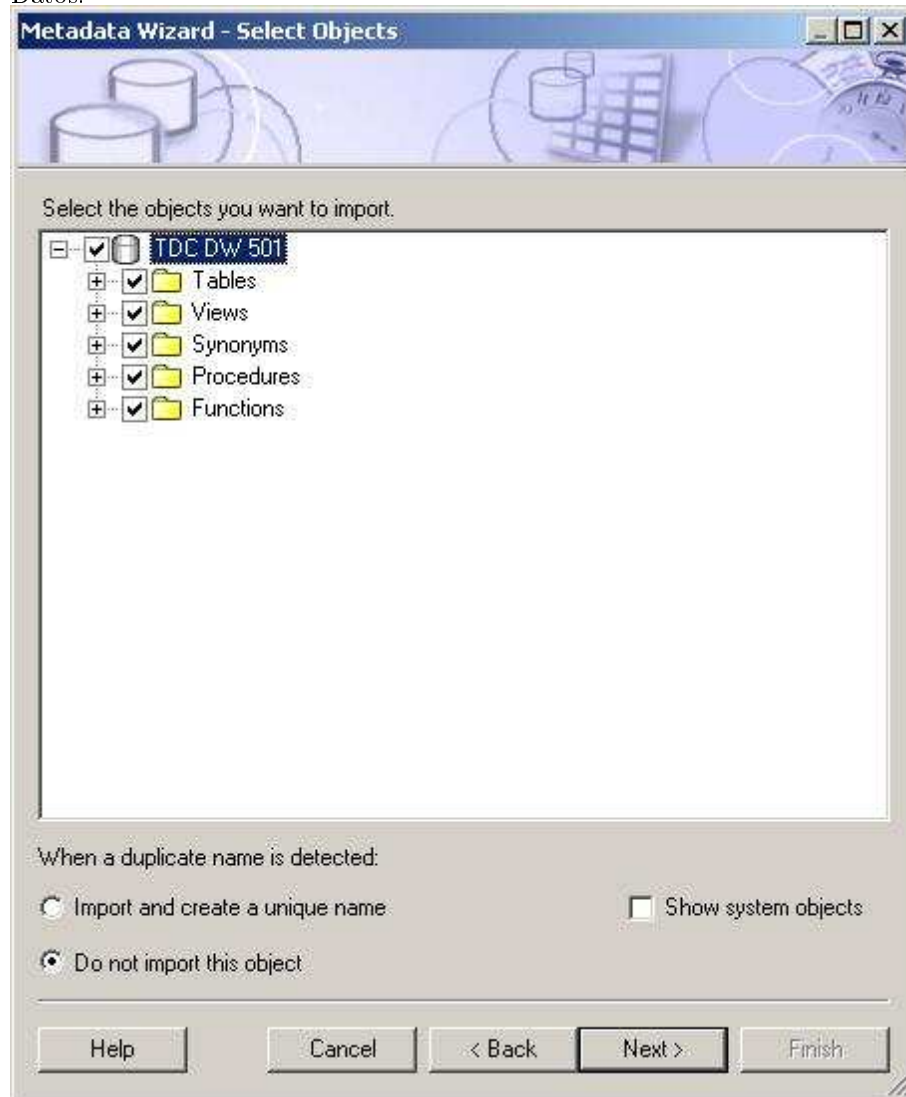 Datos.
Metadata Wizard - Select Objects
Select the objects you want to import.
TDC DW 501
Tables
Views
Synonyms
Procedures
Functions
When a duplicate name is detected:
Import and create a unique name
Show system objects
Do not import this object
Help
Cancel
< Back
Next >
Finish